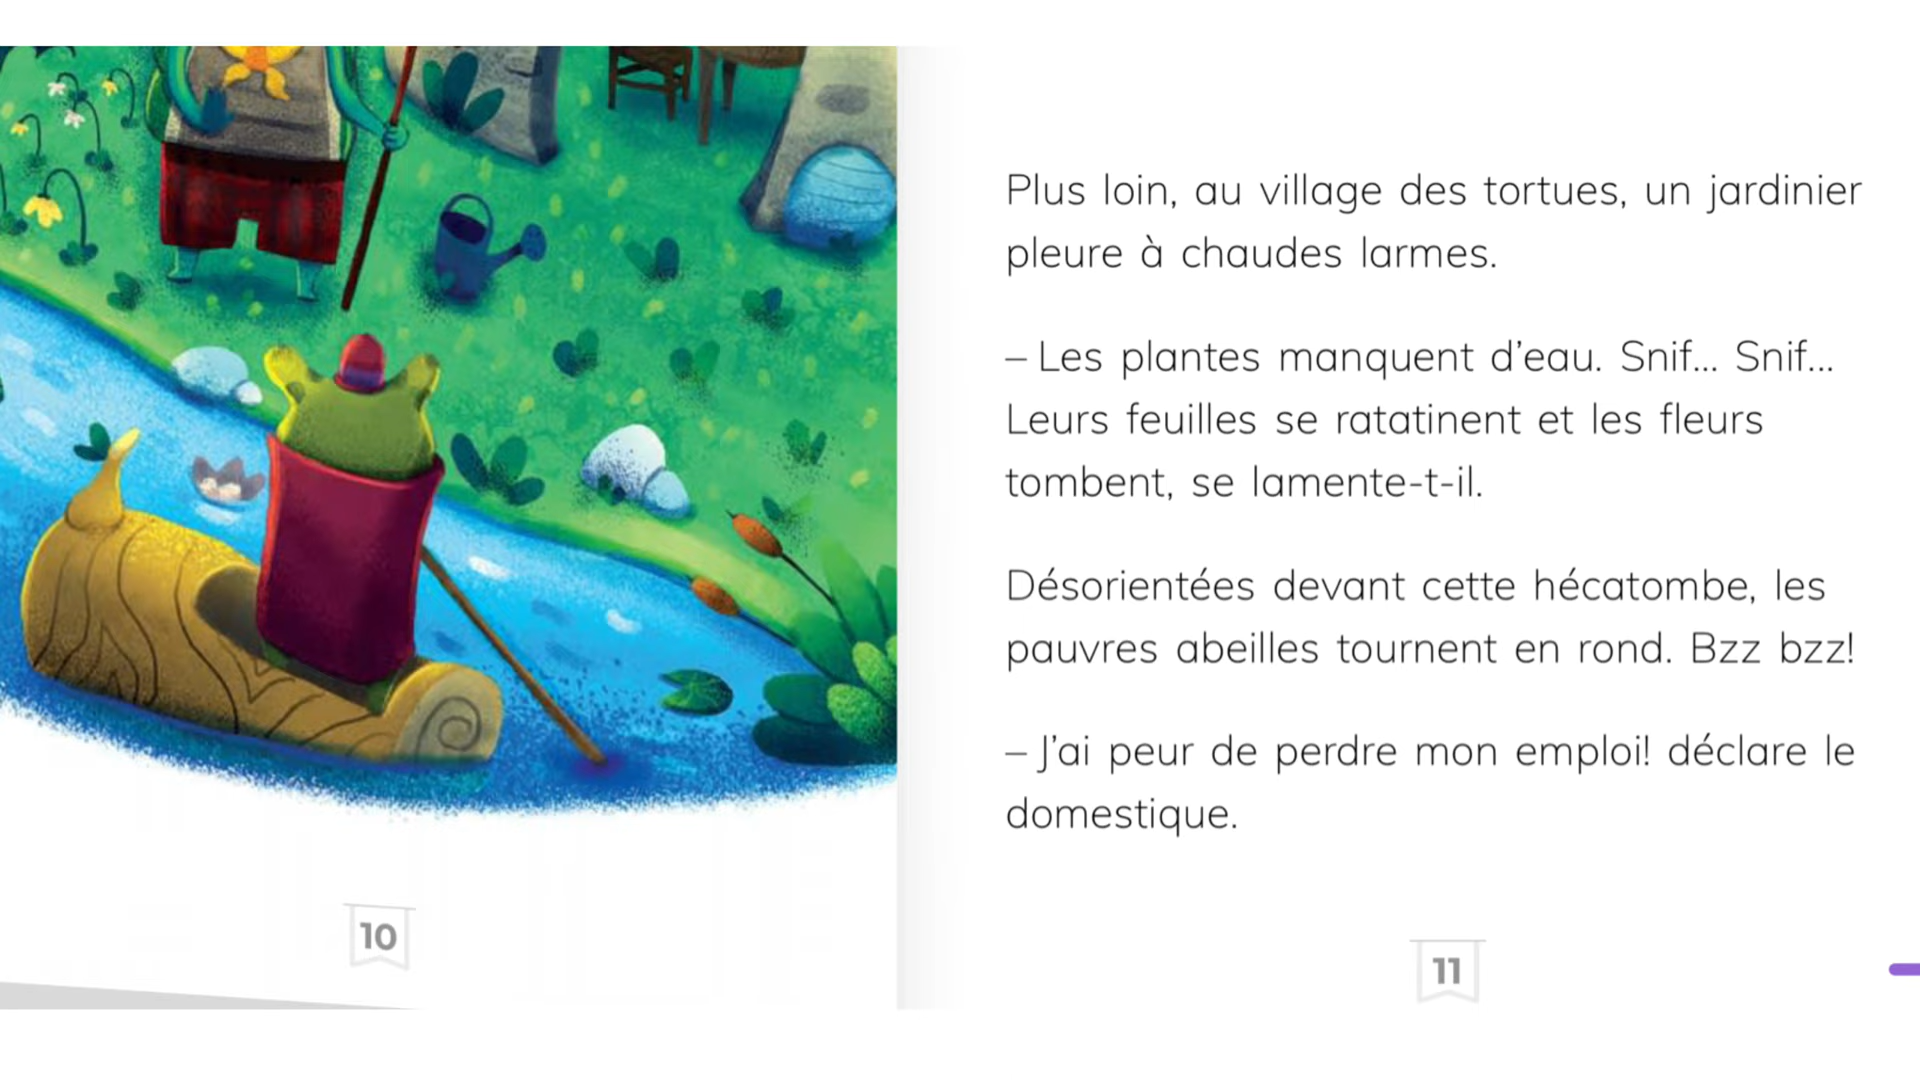 Plus loin, au village des tortues, un jardinier
pleure à chaudes larmes.
– Les plantes manquent d’eau. Snif... Snif...
Leurs feuilles se ratatinent et les fleurs
tombent, se lamente-t-il.
Désorientées devant cette hécatombe, les
pauvres abeilles tournent en rond. Bzz bzz!
– J’ai peur de perdre mon emploi! déclare le
domestique.
10
11